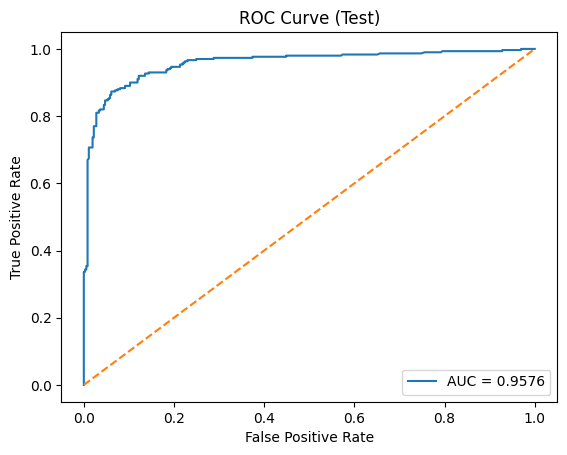 ROC Curve (Test)
True Positive Rate
1.0
0.8
0.6
0.4
0.2
0.0
AUC = 0.9576
0.0 0.2 0.4 0.6 0.8 1.0
False Positive Rate